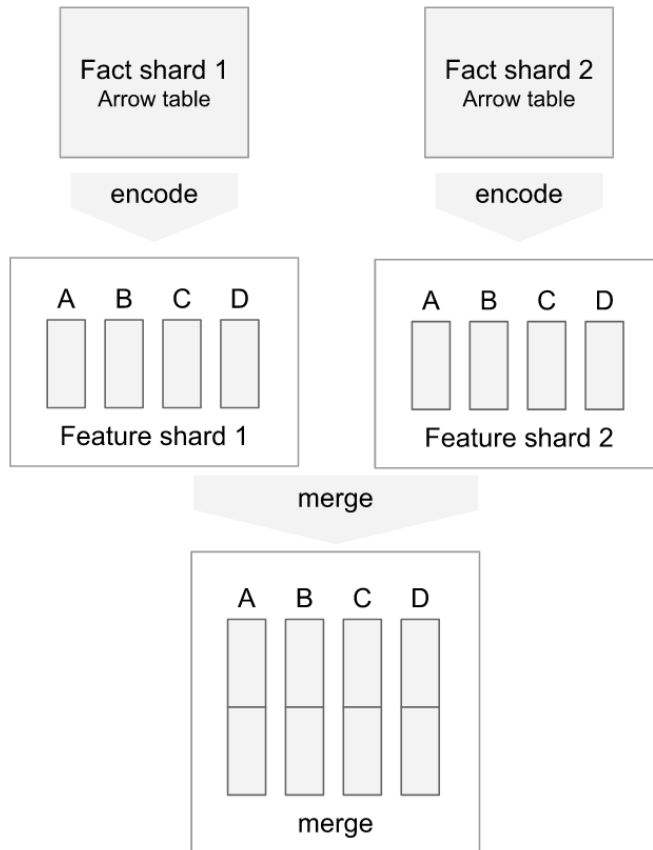 Fact shard 1
Arrow table
Fact shard 2
Arrow table
encode
encode
A B C D
Feature shard 1
A B C D
Feature shard 2
merge
A B C D
merge